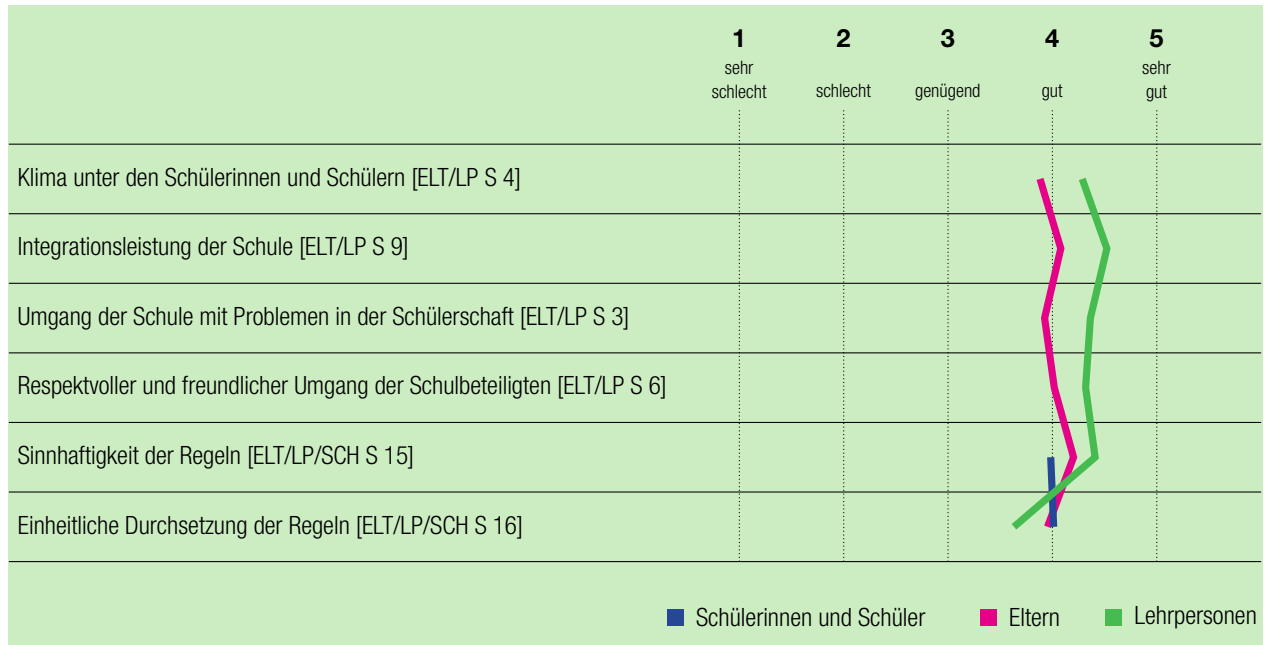 1 2 3 4 5
sehr schlecht schlecht genügend gut sehr gut
Klima unter den Schülerinnen und Schülern [ELT/LP S 4]
Integrationsleistung der Schule [ELT/LP S 9]
Umgang der Schule mit Problemen in der Schülerschaft [ELT/LP S 3]
Respektvoller und freundlicher Umgang der Schulbeteiligten [ELT/LP S 6]
Sinnhaftigkeit der Regeln [ELT/LP/SCH S 15]
Einheitliche Durchsetzung der Regeln [ELT/LP/SCH S 16]
Schülerinnen und Schüler Eltern Lehrpersonen